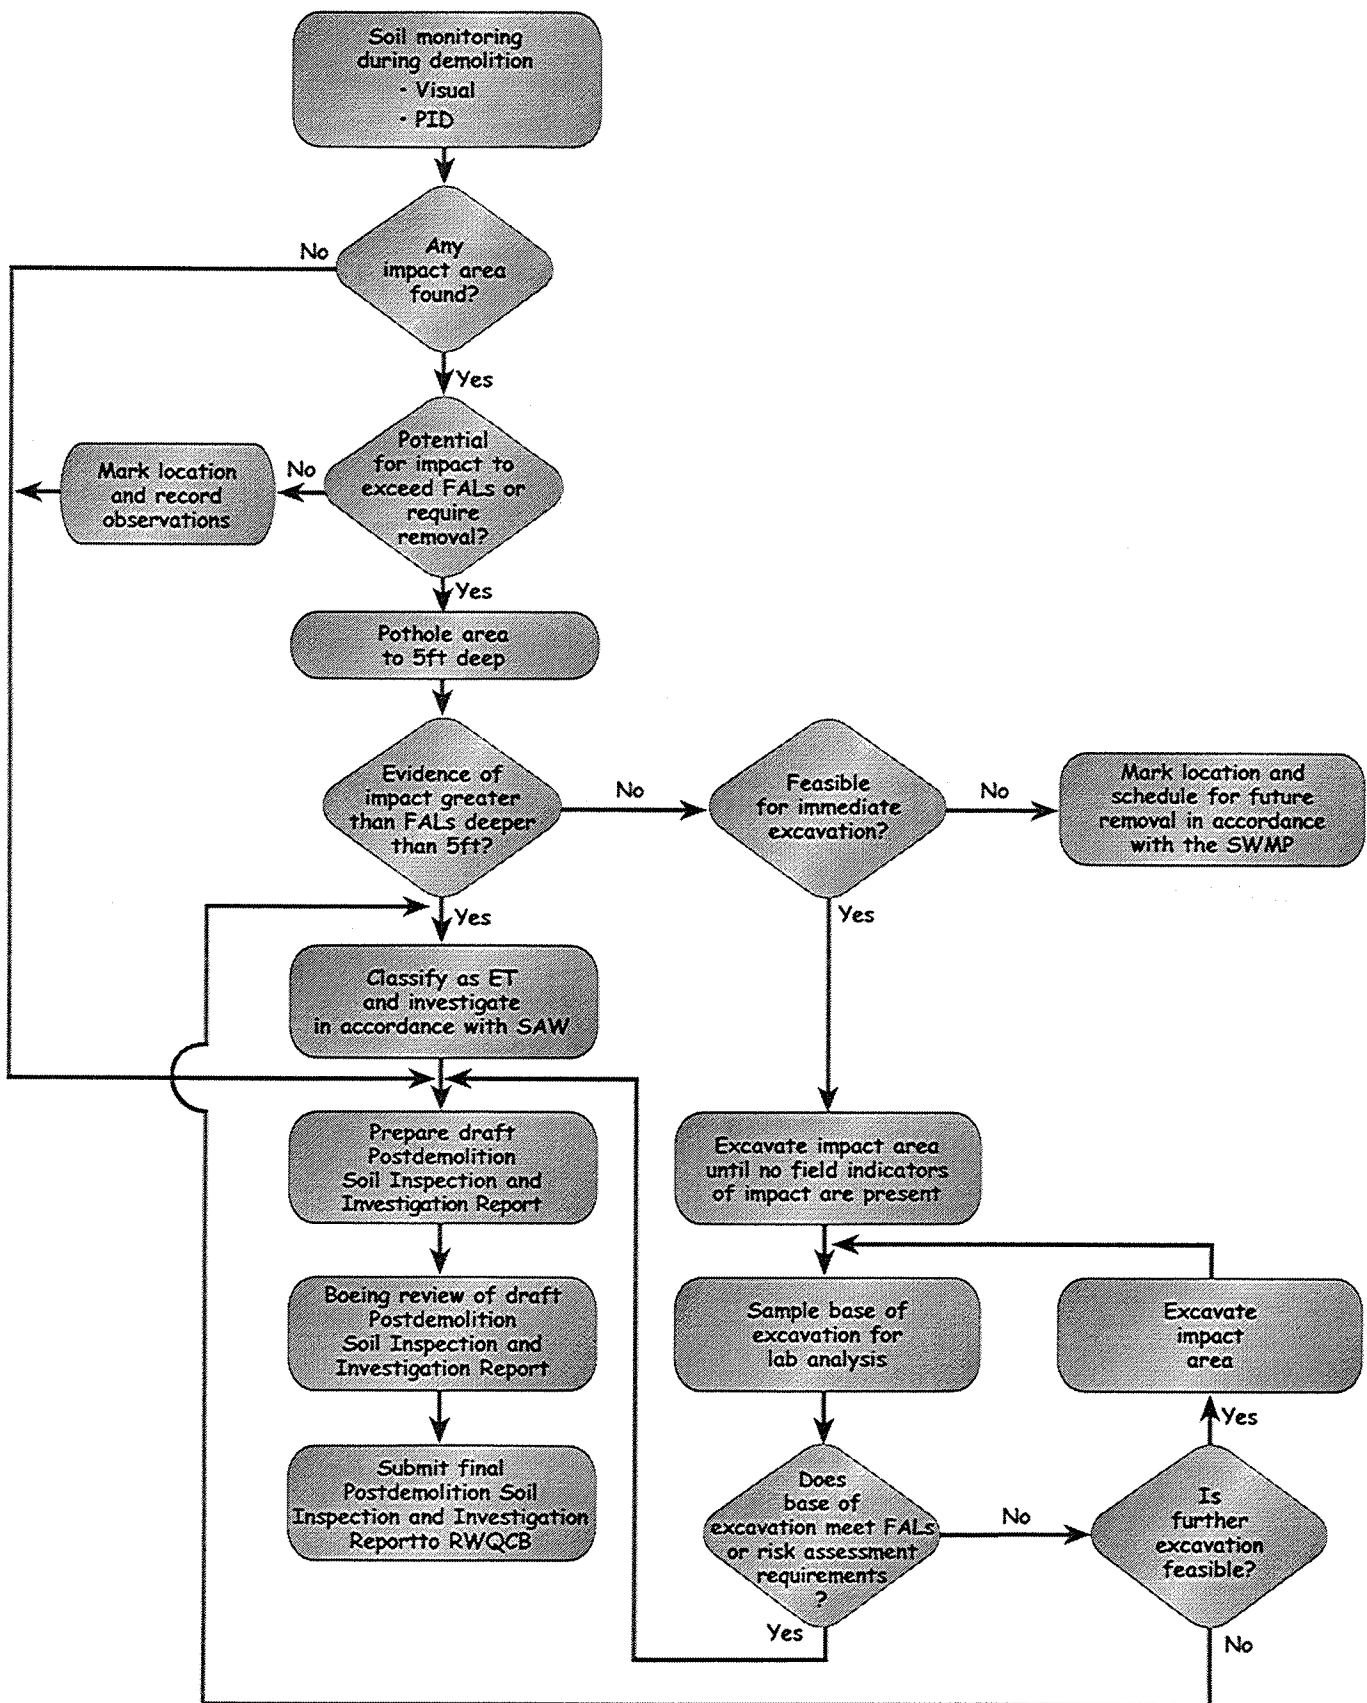 Soil monitoring
during demolition
- Visual
- PID
No
Any
impact area
found?
Yes
Mark location
and record
observations
No
Potential
for impact to
exceed FALs or
require
removal?
Yes
Pothole area
to 5ft deep
Evidence of
impact greater
than FALs deeper
than 5ft?
No
Feasible
for immediate
excavation?
No
Mark location and
schedule for future
removal in accordance
with the SWMP
Yes
Yes
Classify as ET
and investigate
in accordance with SAW
Prepare draft
Postdemolition
Soil Inspection and
Investigation Report
Excavate impact area
until no field indicators
of impact are present
Boeing review of draft
Postdemolition
Soil Inspection and
Investigation Report
Sample base of
excavation for
lab analysis
Excavate
impact
area
Yes
Submit final
Postdemolition Soil
Inspection and Investigation
Reportto RWQCB
Does
base of
excavation meet FALs
or risk assessment
requirements
?
No
Is
further
excavation
feasible?
Yes
No